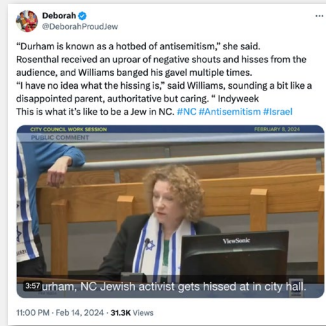 Deborah
@DeborahProudJew
“Durham is known as a hotbed of antisemitism,” she said.
Rosenthal received an uproar of negative shouts and hisses from the
audience, and Williams banged his gavel multiple times.
“I have no idea what the hissing is,” said Williams, sounding a bit like a
disappointed parent, authoritative but caring. “ Indyweek
This is what it’s like to be a Jew in NC. #NC #Antisemitism #Israel
CITY COUNCIL WORK SESSION
FEBRUARY 8, 2024
PUBLIC COMMENT
ViewSonic
3:57 urham, NC Jewish activist gets hissed at in city hall.
11:00 PM · Feb 14, 2024 · 31.3K Views